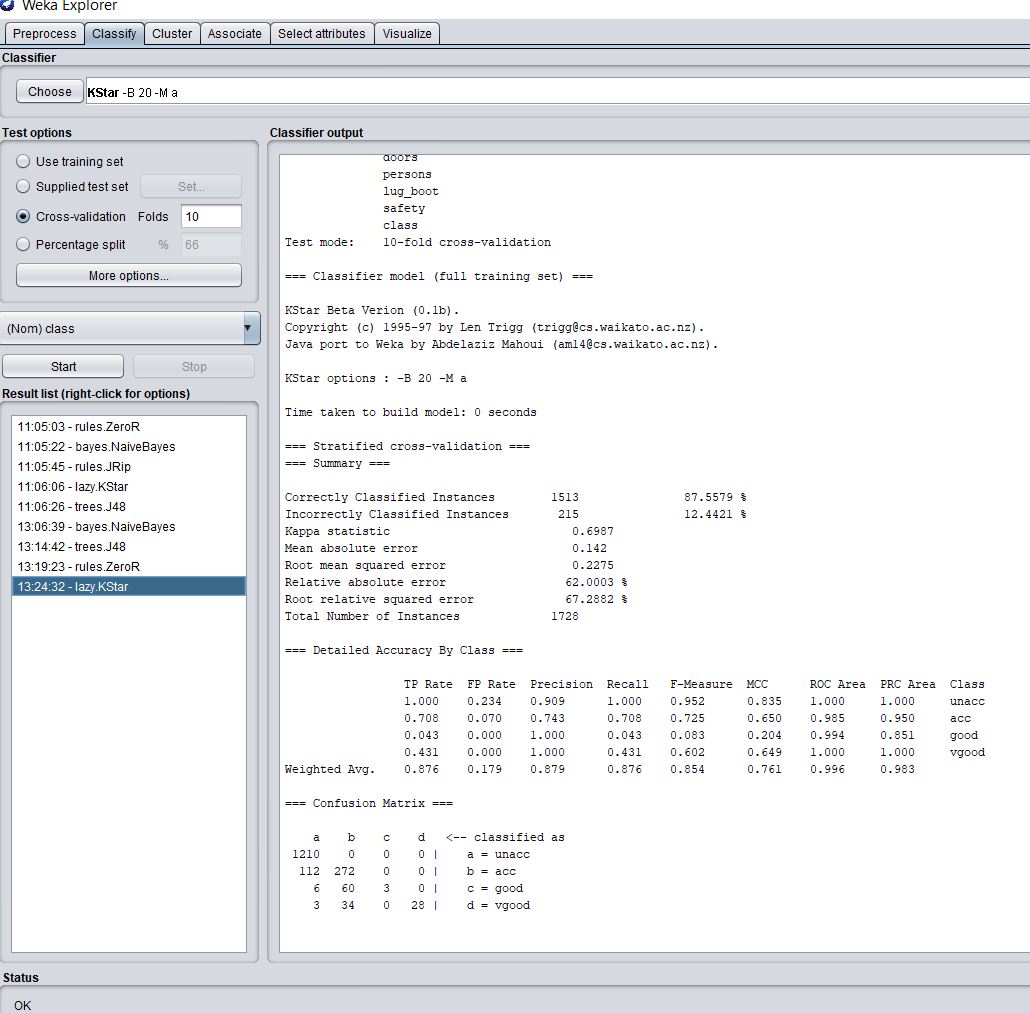 Weka Explorer
Preprocess Classify Cluster Associate Select attributes Visualize
Classifier
Choose KStar -B 20 -M a
Test options
Use training set
Supplied test set Set...
Cross-validation Folds 10
Percentage split % 66
More options...
(Nom) class
Start Stop
Result list (right-click for options)
11:05:03 - rules.ZeroR
11:05:22 - bayes.NaiveBayes
11:05:45 - rules.JRip
11:06:06 - lazy.KStar
11:06:26 - trees.J48
13:06:39 - bayes.NaiveBayes
13:14:42 - trees.J48
13:19:23 - rules.ZeroR
13:24:32 - lazy.KStar
Classifier output
doors
persons
lug_boot
safety
class
Test mode: 10-fold cross-validation
=== Classifier model (full training set) ===
KStar Beta Verion (0.1b).
Copyright (c) 1995-97 by Len Trigg (trigg@cs.waikato.ac.nz).
Java port to Weka by Abdelaziz Mahoui (am14@cs.waikato.ac.nz).
KStar options : -B 20 -M a
Time taken to build model: 0 seconds
=== Stratified cross-validation ===
=== Summary ===
Correctly Classified Instances 1513 87.5579 %
Incorrectly Classified Instances 215 12.4421 %
Kappa statistic 0.6987
Mean absolute error 0.142
Root mean squared error 0.2275
Relative absolute error 62.0003 %
Root relative squared error 67.2882 %
Total Number of Instances 1728
=== Detailed Accuracy By Class ===
TP Rate FP Rate Precision Recall F-Measure MCC ROC Area PRC Area Class
1.000 0.234 0.909 1.000 0.952 0.835 1.000 1.000 unacc
0.708 0.070 0.743 0.708 0.725 0.650 0.985 0.950 acc
0.043 0.000 1.000 0.043 0.083 0.204 0.994 0.851 good
0.431 0.000 1.000 0.431 0.602 0.649 1.000 1.000 vgood
Weighted Avg. 0.876 0.179 0.879 0.876 0.854 0.761 0.996 0.983
=== Confusion Matrix ===
a b c d <-- classified as
1210 0 0 0 | a = unacc
112 272 0 0 | b = acc
6 60 3 0 | c = good
3 34 0 28 | d = vgood
Status
OK